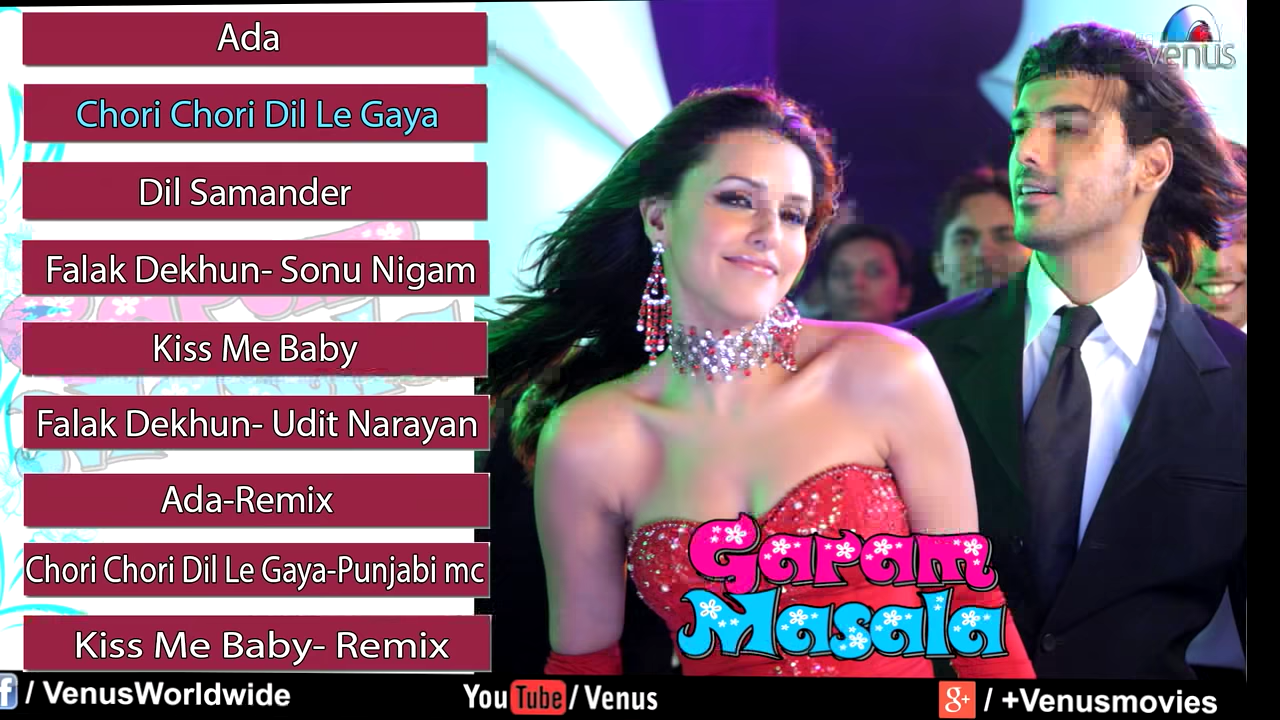 Ada
Chori Chori Dil Le Gaya
Dil Samander
Falak Dekhun- Sonu Nigam
Kiss Me Baby
Falak Dekhun- Udit Narayan
Ada-Remix
Chori Chori Dil Le Gaya-Punjabi mc
Kiss Me Baby- Remix
venus
Garam
Masala
f / VenusWorldwide
You Tube / Venus
g+ / +Venusmovies